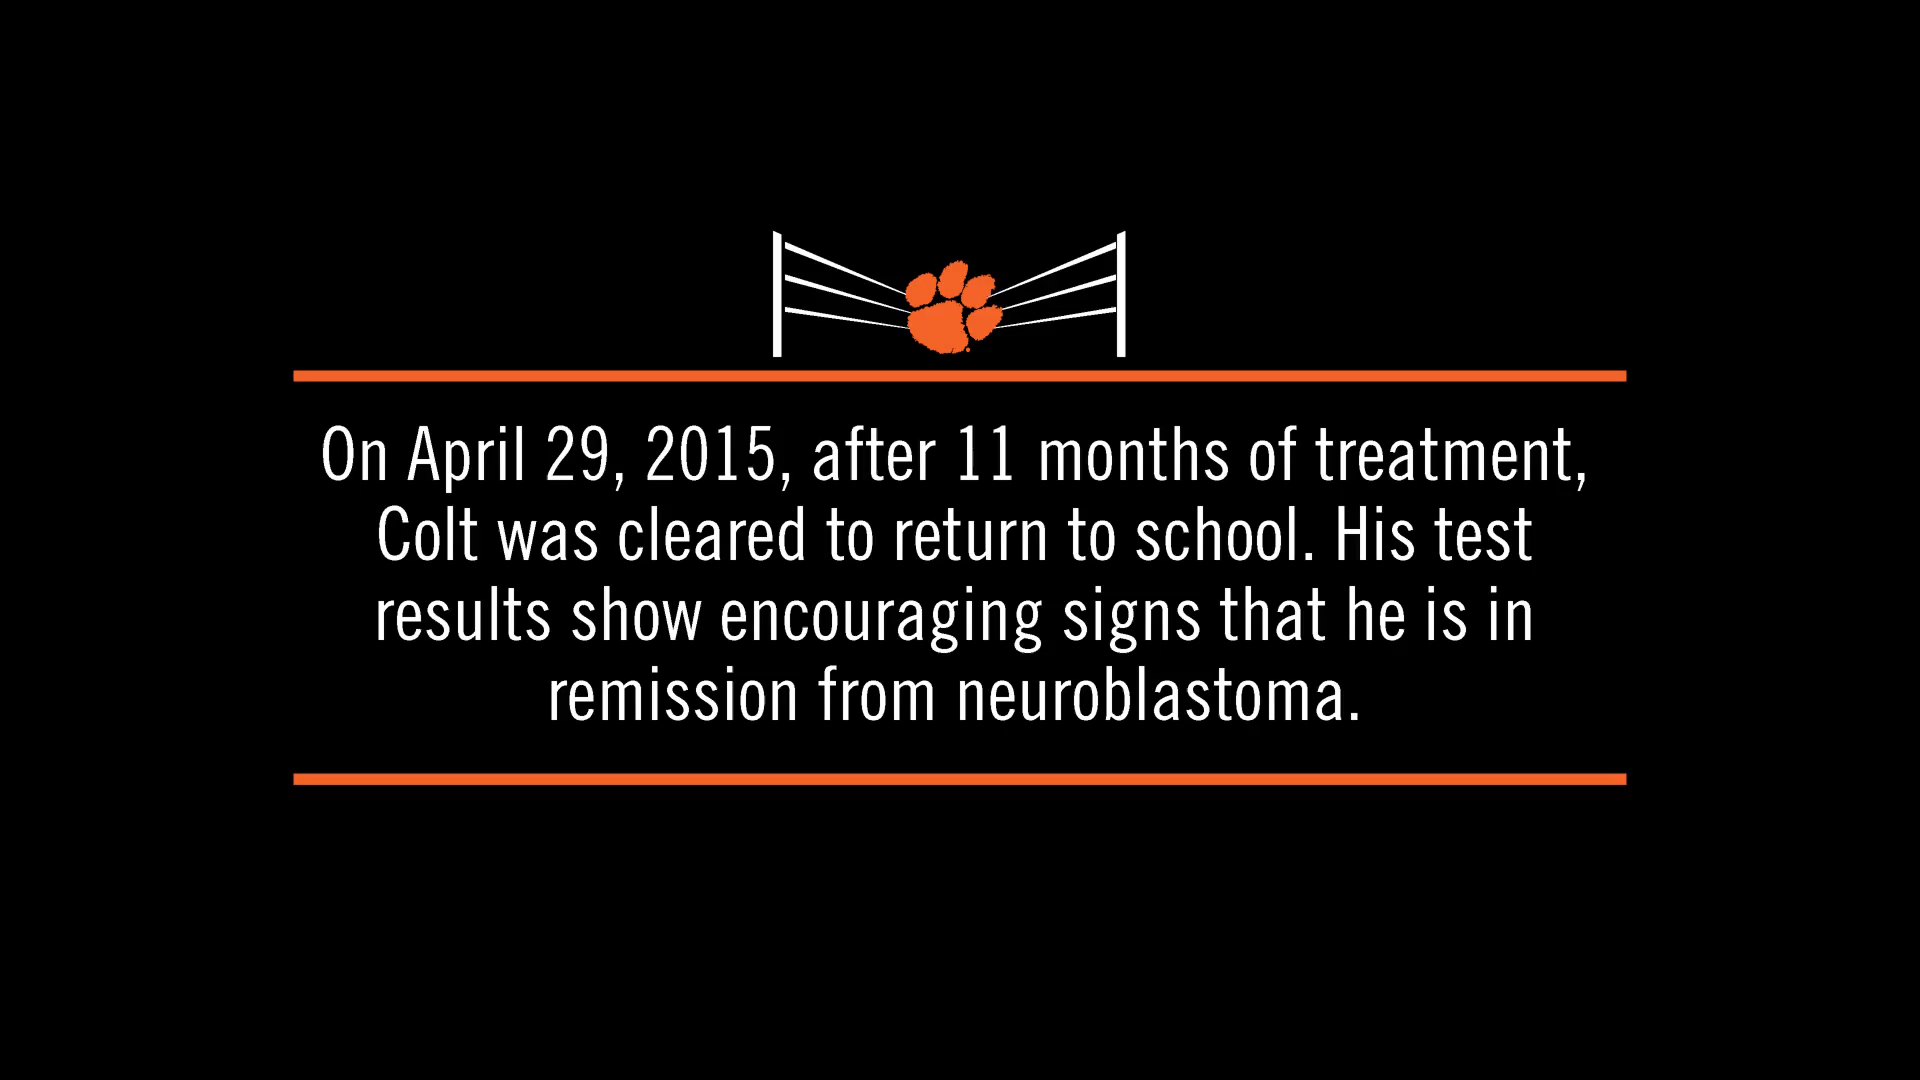 On April 29, 2015, after 11 months of treatment,
Colt was cleared to return to school. His test
results show encouraging signs that he is in
remission from neuroblastoma.